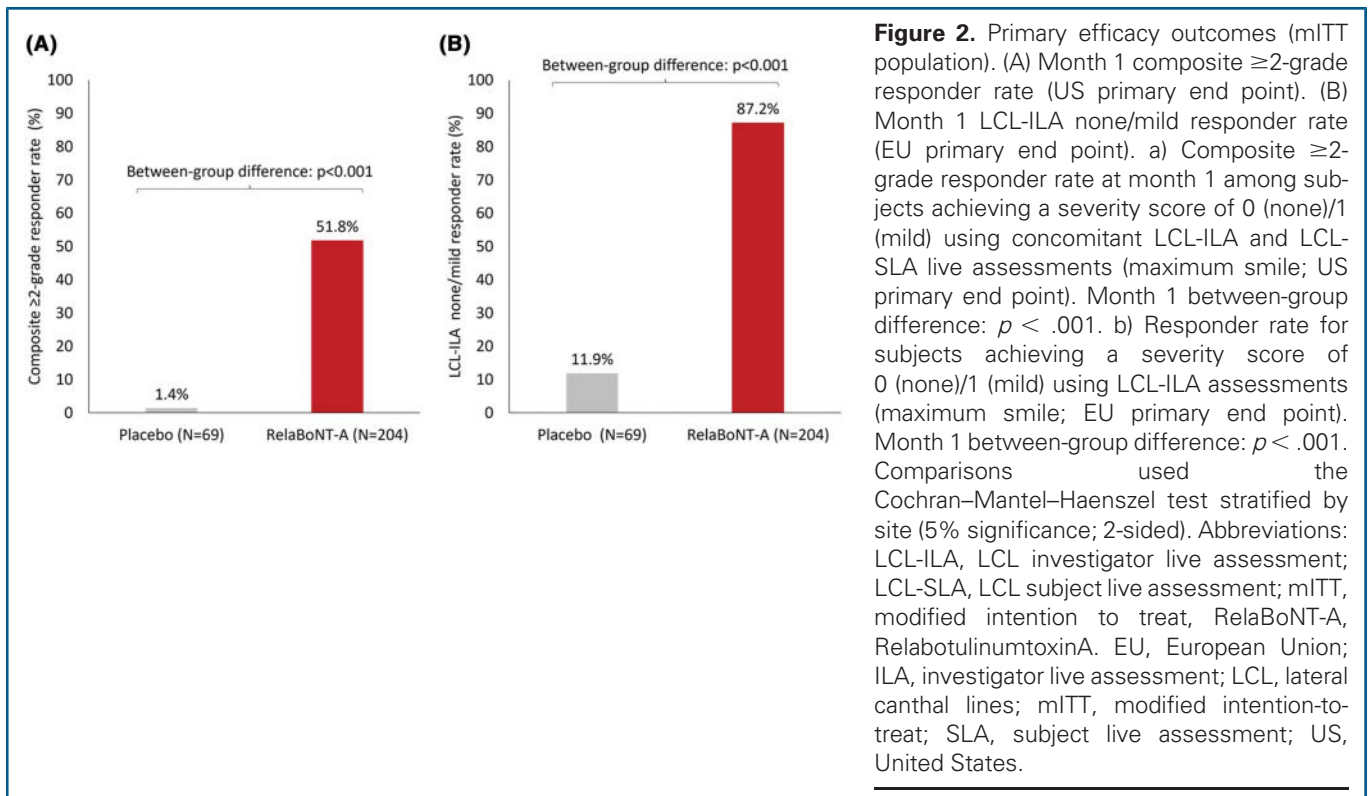 (A)
100
90
80
70
60
50
40
30
20
10
0
Composite ≥2-grade responder rate (%)
Between-group difference: p<0.001
1.4%
51.8%
Placebo (N=69)
RelaBoNT-A (N=204)
(B)
100
90
80
70
60
50
40
30
20
10
0
LCL-ILA none/mild responder rate (%)
Between-group difference: p<0.001
11.9%
87.2%
Placebo (N=69)
RelaBoNT-A (N=204)
Figure 2. Primary efficacy outcomes (mITT
population). (A) Month 1 composite ≥2-grade
responder rate (US primary end point). (B)
Month 1 LCL-ILA none/mild responder rate
(EU primary end point). a) Composite ≥2-
grade responder rate at month 1 among sub-
jects achieving a severity score of 0 (none)/1
(mild) using concomitant LCL-ILA and LCL-
SLA live assessments (maximum smile; US
primary end point). Month 1 between-group
difference: p < .001. b) Responder rate for
subjects achieving a severity score of
0 (none)/1 (mild) using LCL-ILA assessments
(maximum smile; EU primary end point).
Month 1 between-group difference: p < .001.
Comparisons used the
Cochran–Mantel–Haenszel test stratified by
site (5% significance; 2-sided). Abbreviations:
LCL-ILA, LCL investigator live assessment;
LCL-SLA, LCL subject live assessment; mITT,
modified intention to treat, RelaBoNT-A,
RelabotulinumtoxinA. EU, European Union;
ILA, investigator live assessment; LCL, lateral
canthal lines; mITT, modified intention-to-
treat; SLA, subject live assessment; US,
United States.